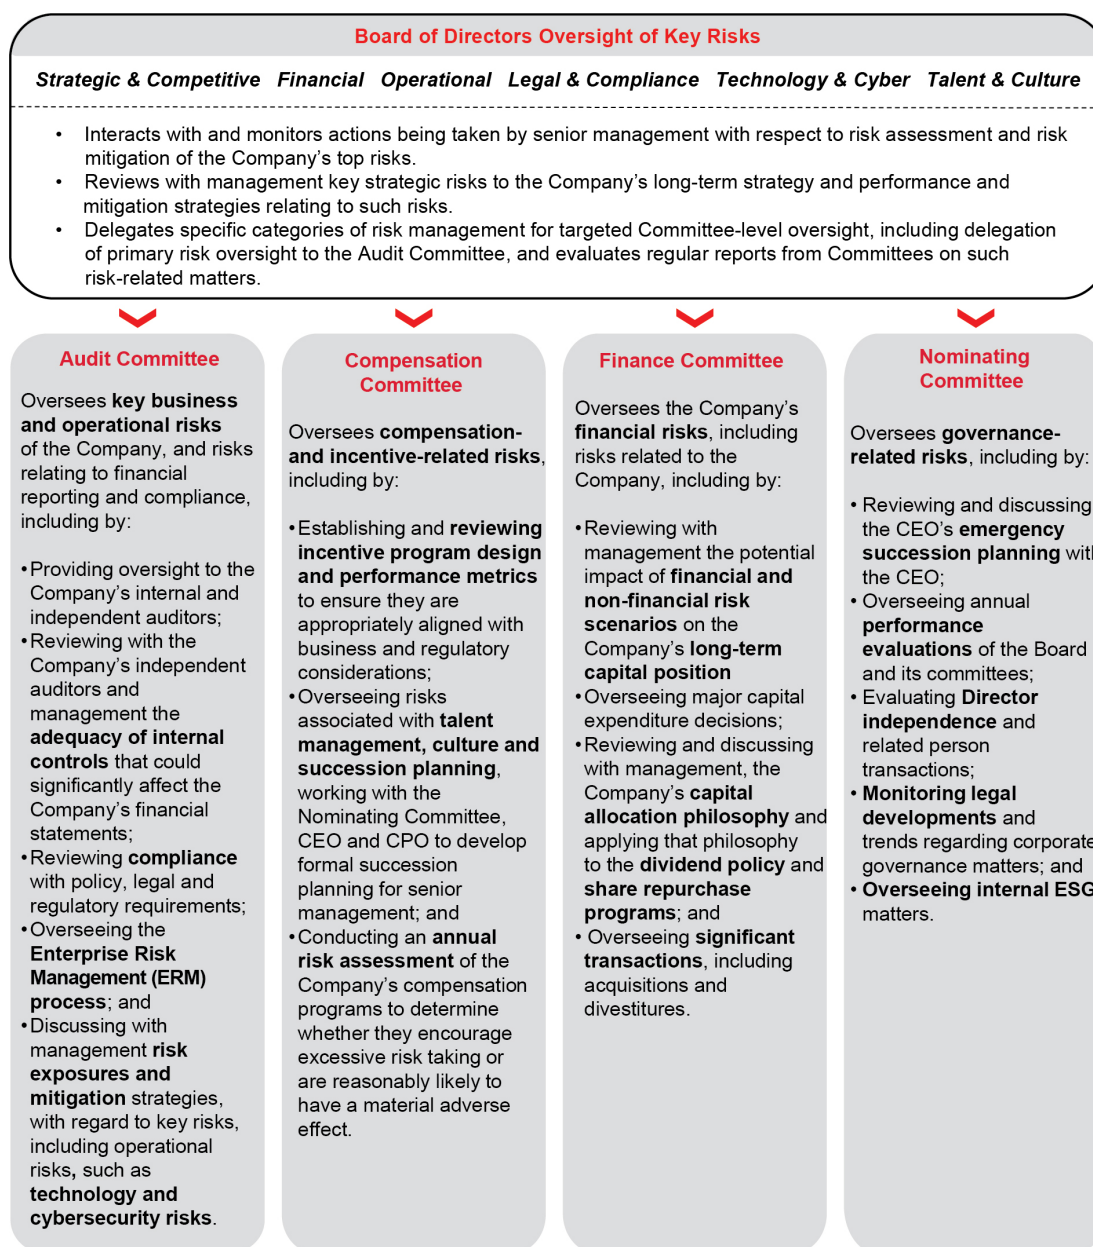 Board of Directors Oversight of Key Risks
Strategic & Competitive Financial Operational Legal & Compliance Technology & Cyber Talent & Culture
• Interacts with and monitors actions being taken by senior management with respect to risk assessment and risk
mitigation of the Company’s top risks.
• Reviews with management key strategic risks to the Company’s long-term strategy and performance and
mitigation strategies relating to such risks.
• Delegates specific categories of risk management for targeted Committee-level oversight, including delegation
of primary risk oversight to the Audit Committee, and evaluates regular reports from Committees on such
risk-related matters.
Audit Committee
Oversees key business
and operational risks
of the Company, and risks
relating to financial
reporting and compliance,
including by:
• Providing oversight to the
Company’s internal and
independent auditors;
• Reviewing with the
Company’s independent
auditors and
management the
adequacy of internal
controls that could
significantly affect the
Company’s financial
statements;
• Reviewing compliance
with policy, legal and
regulatory requirements;
• Overseeing the
Enterprise Risk
Management (ERM)
process; and
• Discussing with
management risk
exposures and
mitigation strategies,
with regard to key risks,
including operational
risks, such as
technology and
cybersecurity risks.
Compensation
Committee
Oversees compensation-
and incentive-related risks,
including by:
• Establishing and reviewing
incentive program design
and performance metrics
to ensure they are
appropriately aligned with
business and regulatory
considerations;
• Overseeing risks
associated with talent
management, culture and
succession planning,
working with the
Nominating Committee,
CEO and CPO to develop
formal succession
planning for senior
management; and
• Conducting an annual
risk assessment of the
Company’s compensation
programs to determine
whether they encourage
excessive risk taking or
are reasonably likely to
have a material adverse
effect.
Finance Committee
Oversees the Company’s
financial risks, including
risks related to the
Company, including by:
• Reviewing with
management the potential
impact of financial and
non-financial risk
scenarios on the
Company’s long-term
capital position
• Overseeing major capital
expenditure decisions;
• Reviewing and discussing
with management, the
Company’s capital
allocation philosophy and
applying that philosophy
to the dividend policy and
share repurchase
programs; and
• Overseeing significant
transactions, including
acquisitions and
divestitures.
Nominating
Committee
Oversees governance-
related risks, including by:
• Reviewing and discussing
the CEO’s emergency
succession planning with
the CEO;
• Overseeing annual
performance
evaluations of the Board
and its committees;
• Evaluating Director
independence and
related person
transactions;
• Monitoring legal
developments and
trends regarding corporate
governance matters; and
• Overseeing internal ESG
matters.